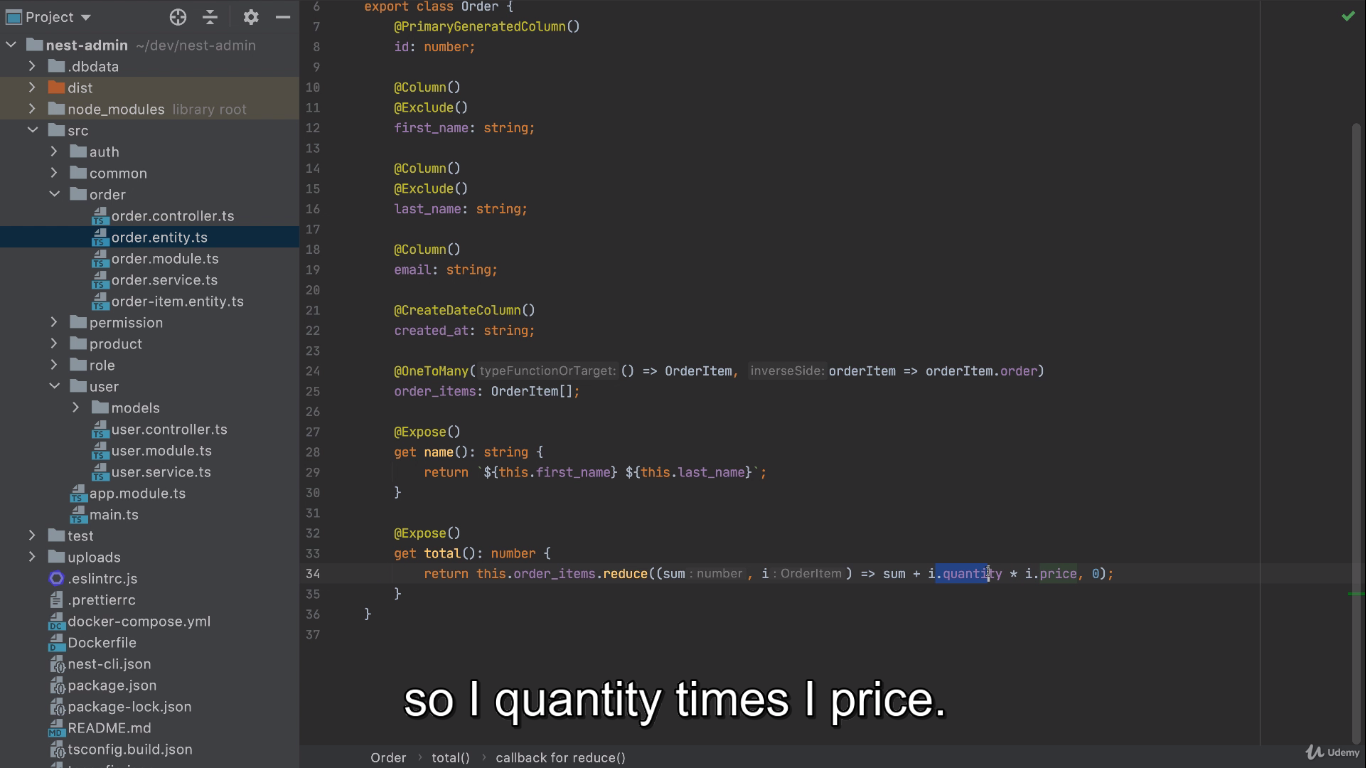 Project
nest-admin ~/dev/nest-admin
.dbdata
dist
node_modules library root
src
auth
common
order
order.controller.ts
order.entity.ts
order.module.ts
order.service.ts
order-item.entity.ts
permission
product
role
user
models
user.controller.ts
user.module.ts
user.service.ts
app.module.ts
main.ts
test
uploads
.eslintrc.js
.prettierrc
docker-compose.yml
Dockerfile
nest-cli.json
package.json
package-lock.json
README.md
tsconfig.build.json
6 export class Order {
7 @PrimaryGeneratedColumn()
8 id: number;
9
10 @Column()
11 @Exclude()
12 first_name: string;
13
14 @Column()
15 @Exclude()
16 last_name: string;
17
18 @Column()
19 email: string;
20
21 @CreateDateColumn()
22 created_at: string;
23
24 @OneToMany( typeFunctionOrTarget: () => OrderItem, inverseSide: orderItem => orderItem.order)
25 order_items: OrderItem[];
26
27 @Expose()
28 get name(): string {
29 return `${this.first_name} ${this.last_name}`;
30 }
31
32 @Expose()
33 get total(): number {
34 return this.order_items.reduce((sum : number , i : OrderItem ) => sum + i.quantity * i.price, 0);
35 }
36 }
37
so I quantity times I price.
Order › total() › callback for reduce()
Udemy